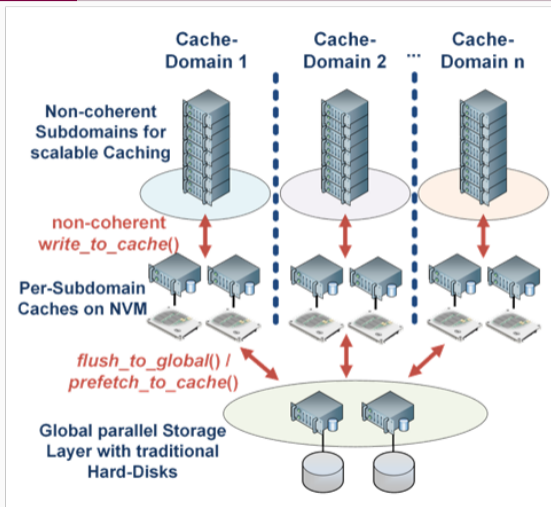 Cache-
Domain 1
Cache-
Domain 2
...
Cache-
Domain n
Non-coherent
Subdomains for
scalable Caching
non-coherent
write_to_cache()
Per-Subdomain
Caches on NVM
flush_to_global() /
prefetch_to_cache()
Global parallel Storage
Layer with traditional
Hard-Disks